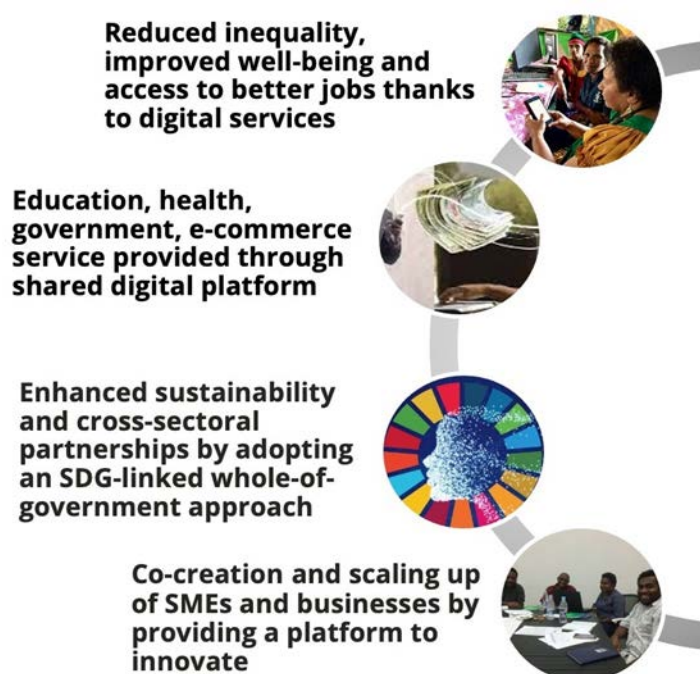 Reduced inequality,
improved well-being and
access to better jobs thanks
to digital services
Education, health,
government, e-commerce
service provided through
shared digital platform
Enhanced sustainability
and cross-sectoral
partnerships by adopting
an SDG-linked whole-of-
government approach
Co-creation and scaling up
of SMEs and businesses by
providing a platform to
innovate